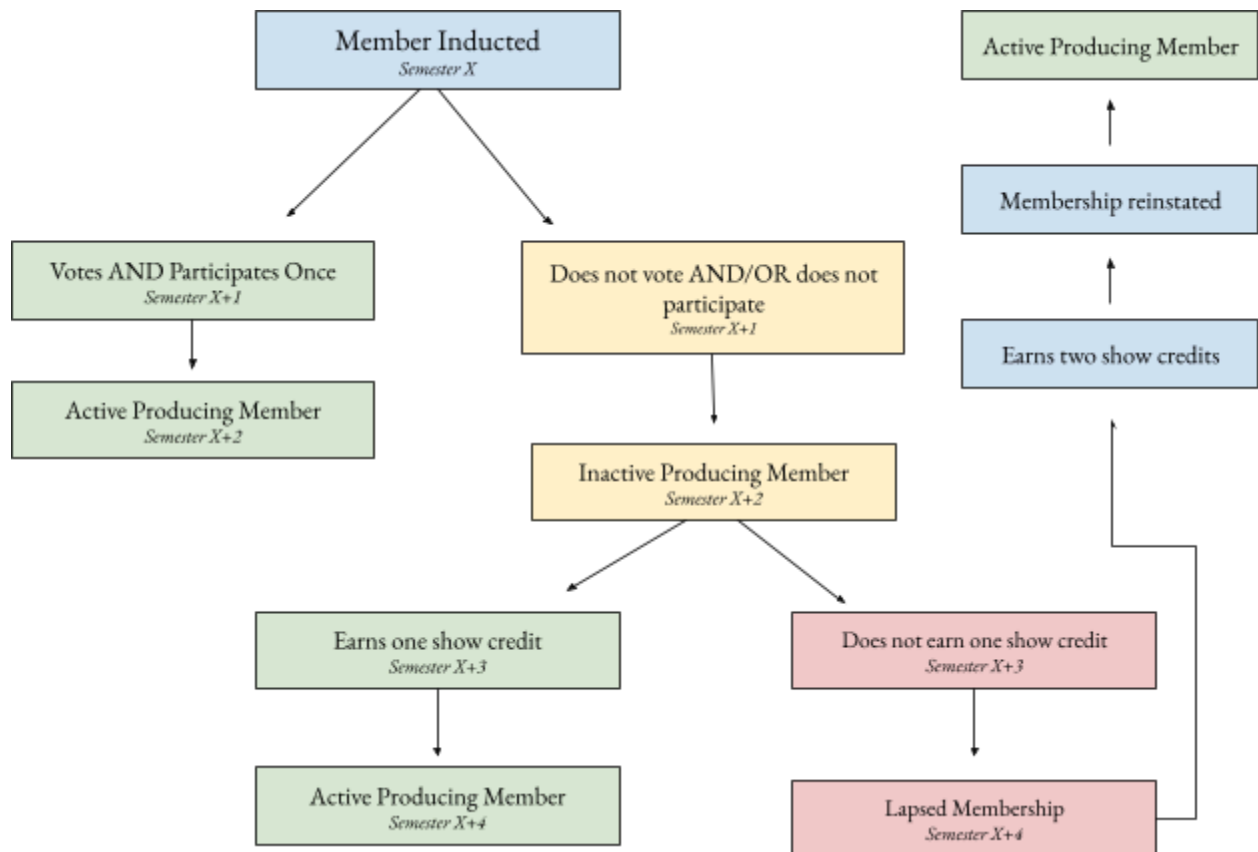 Member Inducted
Semester X
Active Producing Member
Membership reinstated
Votes AND Participates Once
Semester X+1
Does not vote AND/OR does not
participate
Semester X+1
Earns two show credits
Active Producing Member
Semester X+2
Inactive Producing Member
Semester X+2
Earns one show credit
Semester X+3
Does not earn one show credit
Semester X+3
Active Producing Member
Semester X+4
Lapsed Membership
Semester X+4